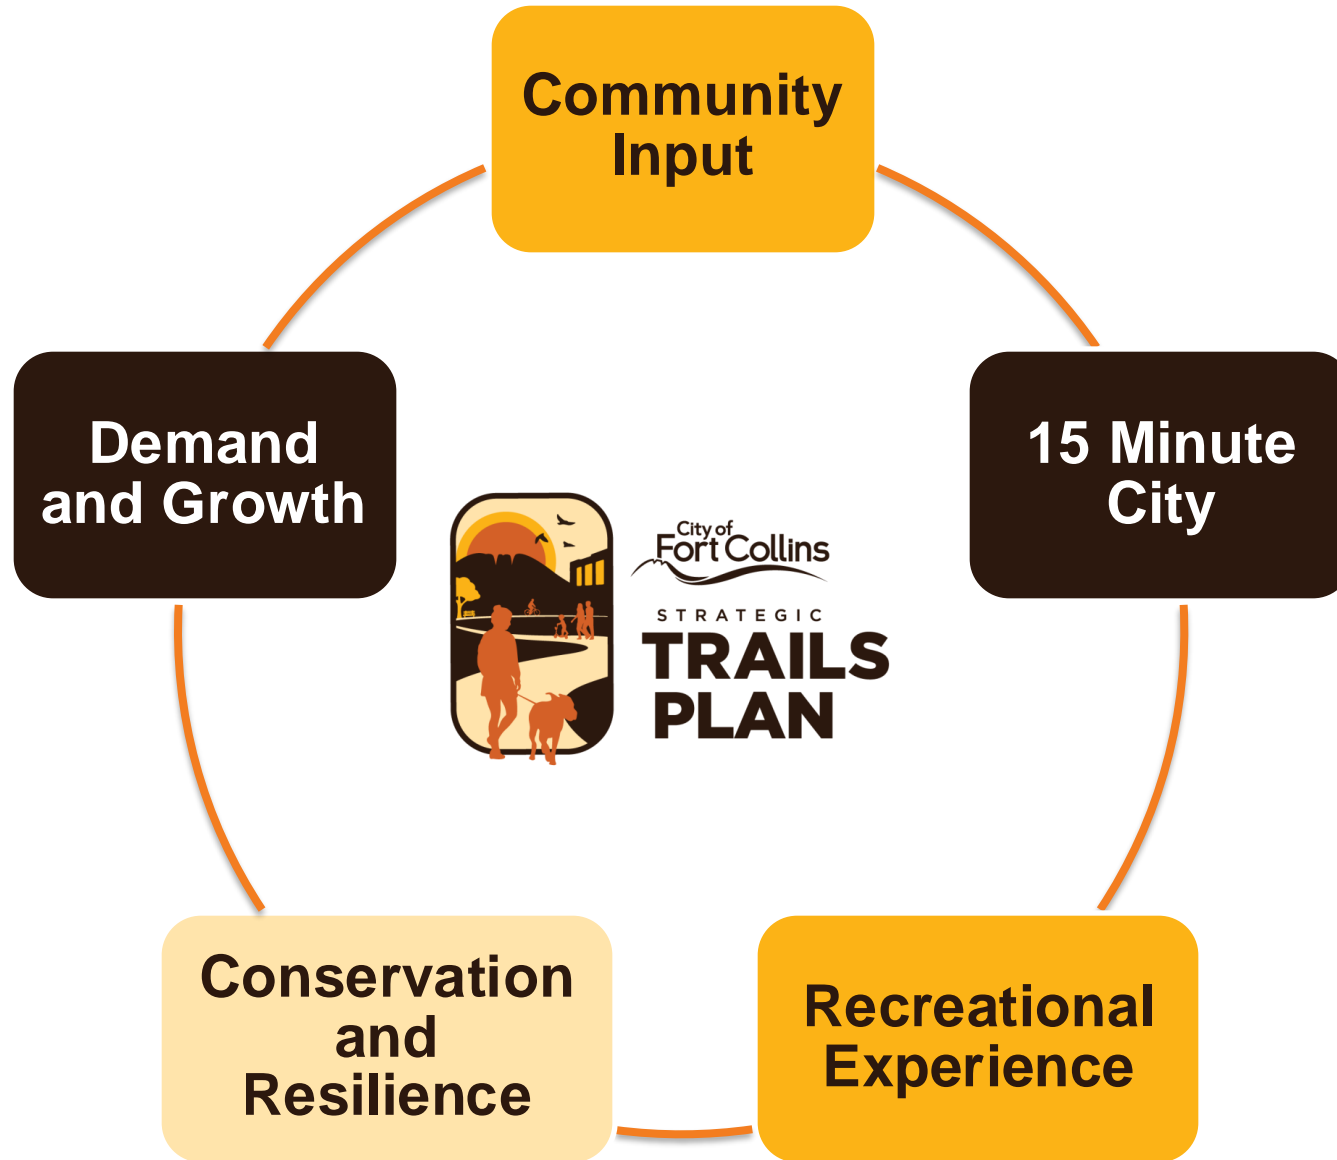 Community
Input
15 Minute
City
Recreational
Experience
Conservation
and
Resilience
Demand
and Growth
City of
Fort Collins
STRATEGIC
TRAILS
PLAN